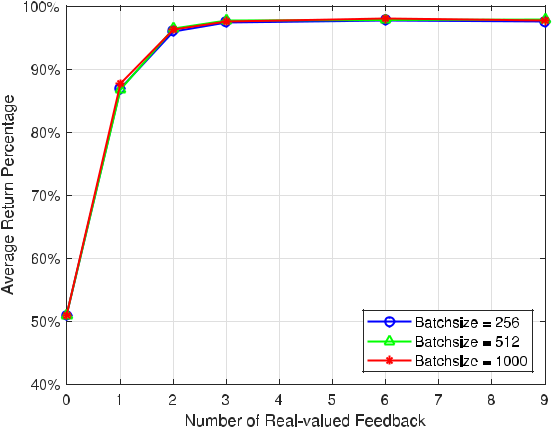 100%
90%
80%
70%
60%
50%
40%
Average Return Percentage
0 1 2 3 4 5 6 7 8 9
Number of Real-valued Feedback
Batchsize = 256
Batchsize = 512
Batchsize = 1000